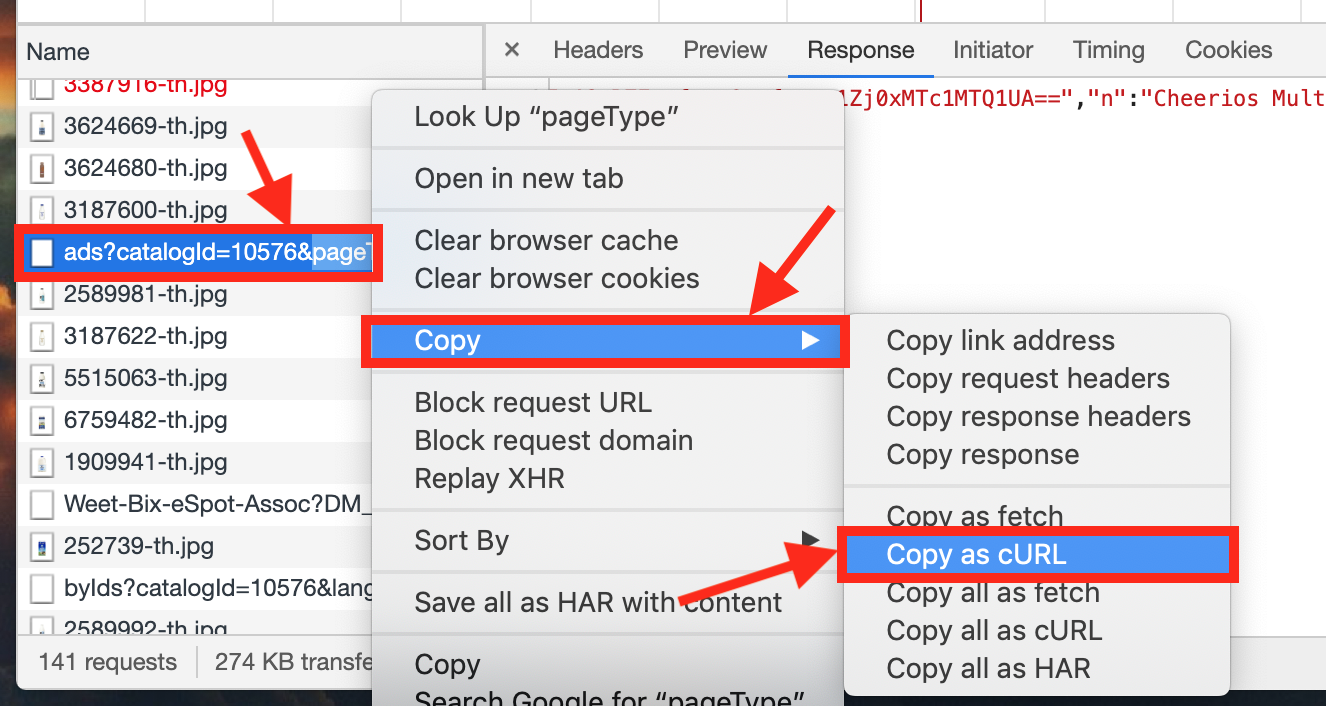 Name
× Headers Preview Response Initiator Timing Cookies
3387916-th.jpg
1Zj0xMTc1MTQ1UA==","n":"Cheerios Mult
3624669-th.jpg
3624680-th.jpg
3187600-th.jpg
ads?catalogId=10576&pageT
2589981-th.jpg
3187622-th.jpg
5515063-th.jpg
6759482-th.jpg
1909941-th.jpg
Weet-Bix-eSpot-Assoc?DM_
252739-th.jpg
byIds?catalogId=10576&lang
2589992-th.jpg
141 requests
274 KB transfe
Look Up “pageType”
Open in new tab
Clear browser cache
Clear browser cookies
Copy ▶
Block request URL
Block request domain
Replay XHR
Sort By ▶
Save all as HAR with content
Copy
Search Google for “pageType”
Copy link address
Copy request headers
Copy response headers
Copy response
Copy as fetch
Copy as cURL
Copy all as fetch
Copy all as cURL
Copy all as HAR